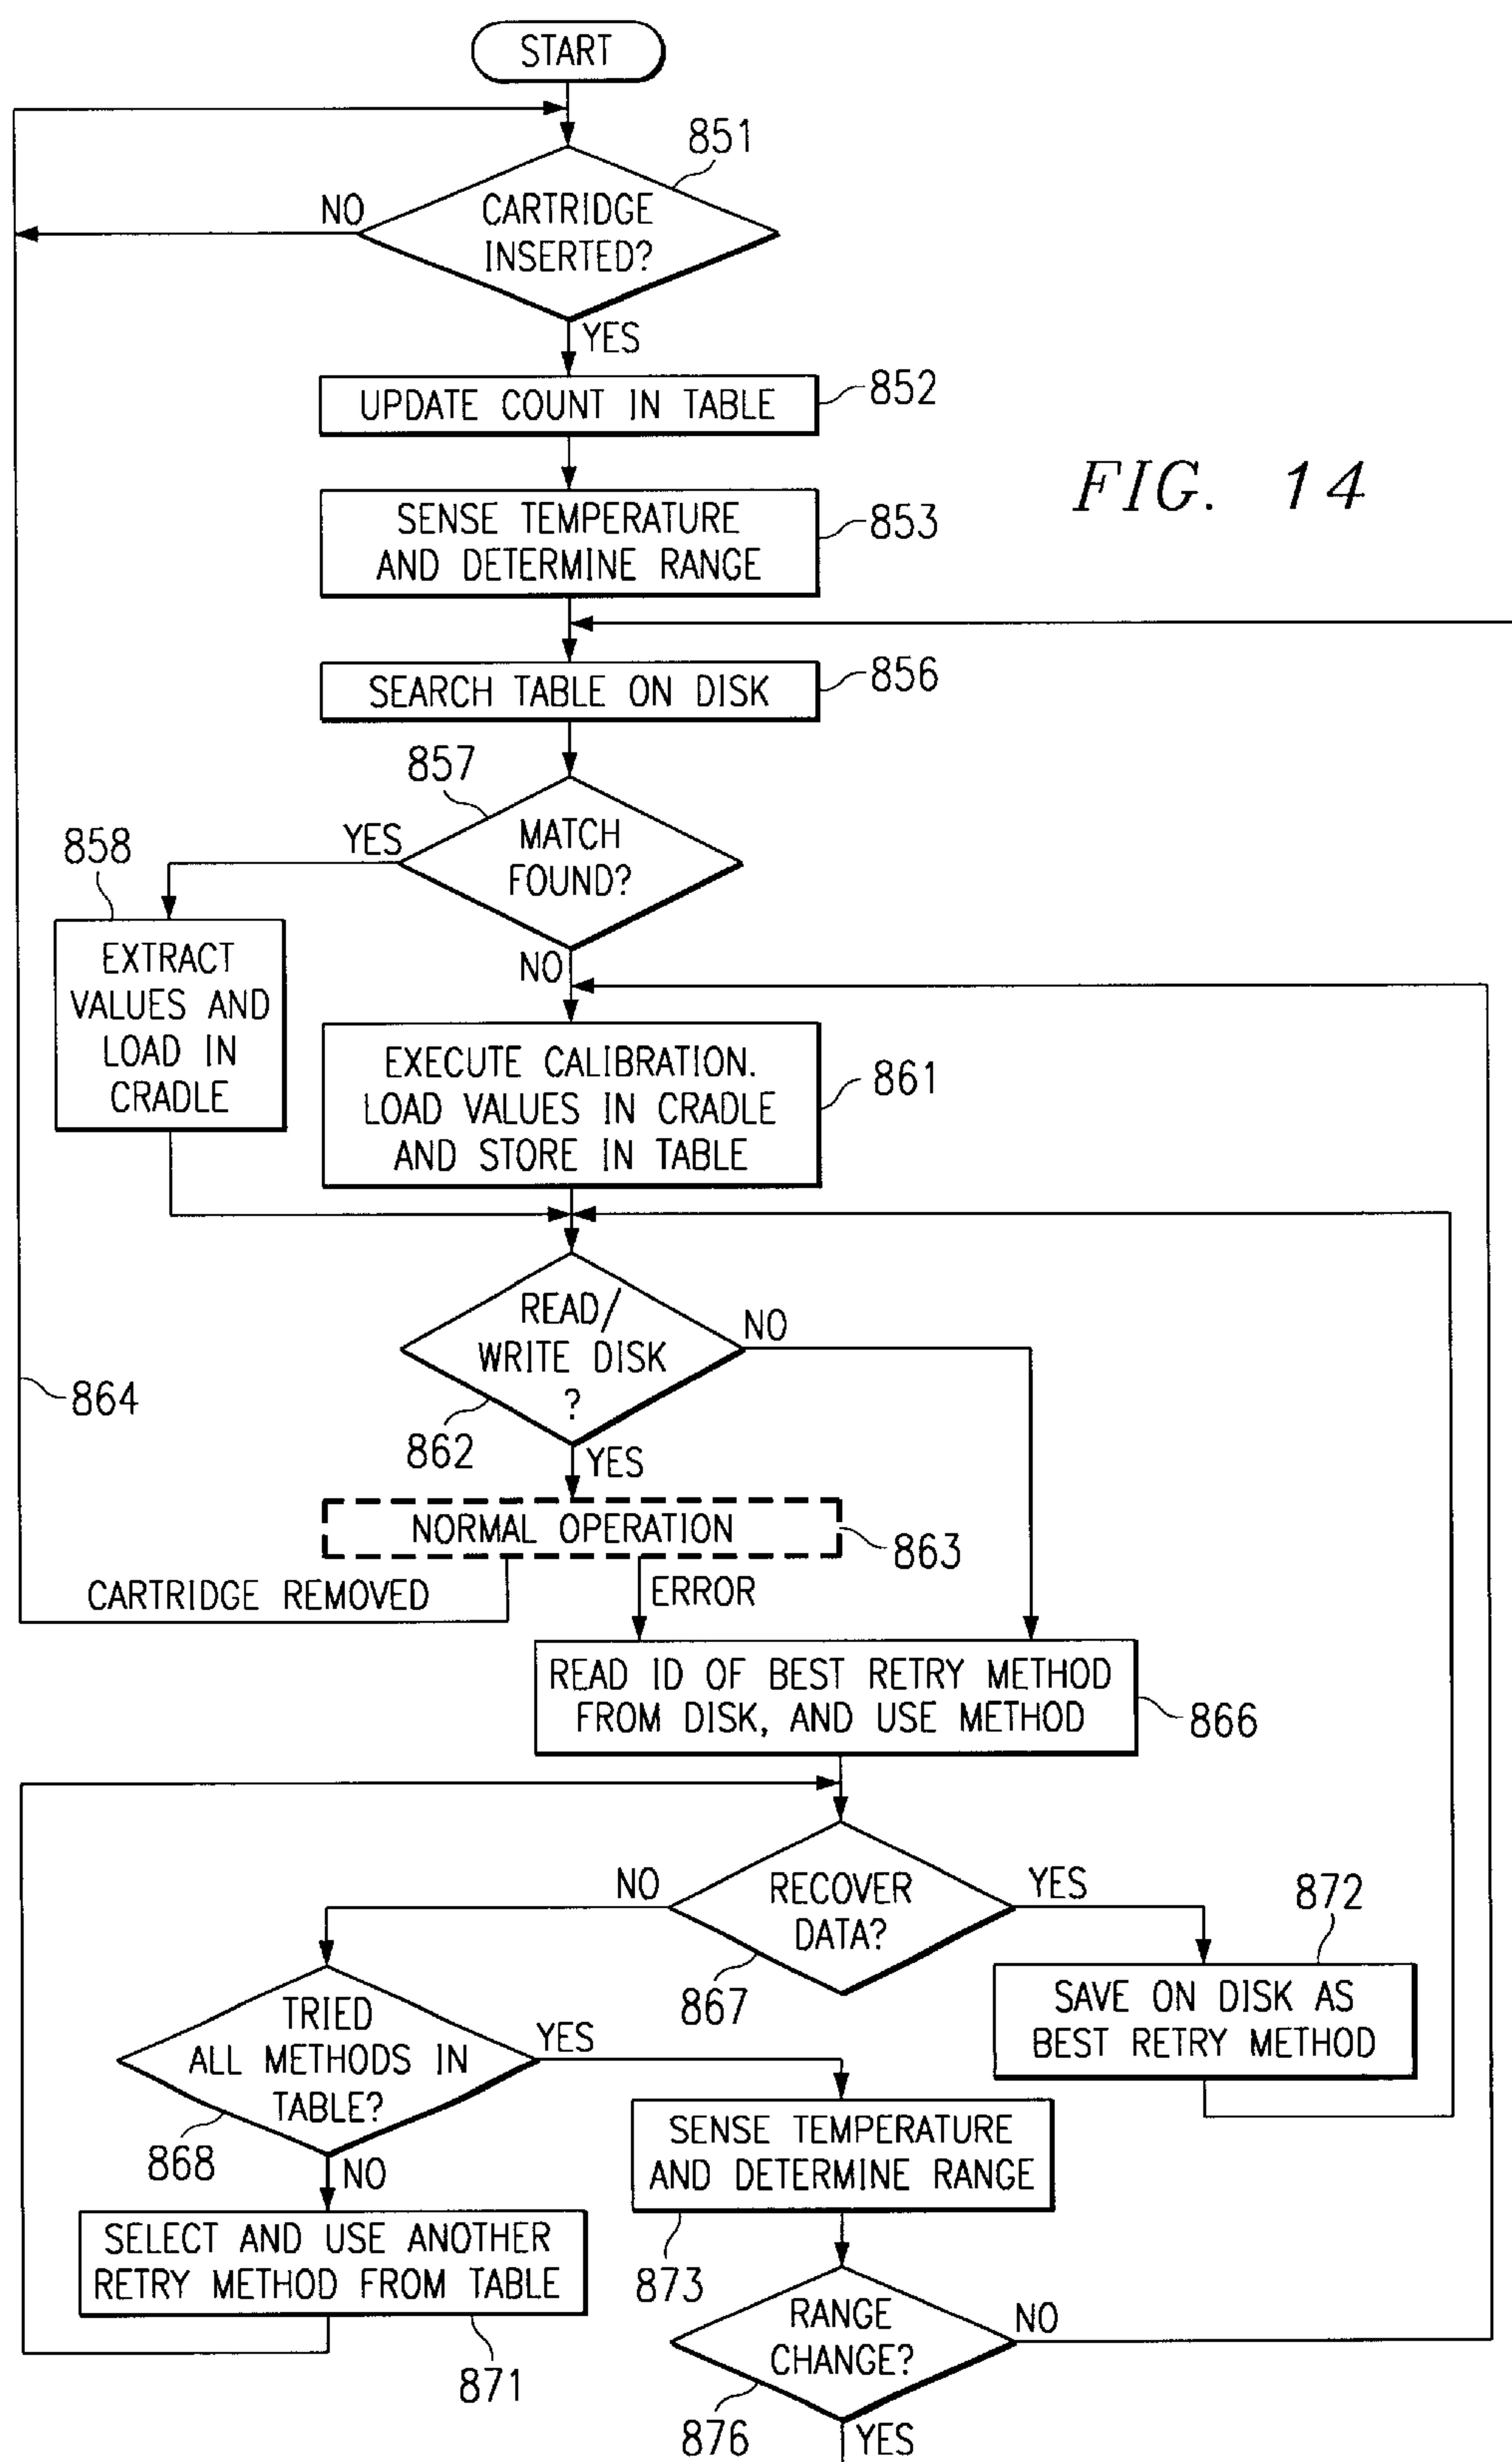 START
851
CARTRIDGE
INSERTED?
NO
YES
UPDATE COUNT IN TABLE
852
FIG. 14
SENSE TEMPERATURE
AND DETERMINE RANGE
853
SEARCH TABLE ON DISK
856
857
MATCH
FOUND?
YES
NO
858
EXTRACT
VALUES AND
LOAD IN
CRADLE
EXECUTE CALIBRATION.
LOAD VALUES IN CRADLE
AND STORE IN TABLE
861
READ/
WRITE DISK
?
NO
864
862
YES
NORMAL OPERATION
863
CARTRIDGE REMOVED
ERROR
READ ID OF BEST RETRY METHOD
FROM DISK, AND USE METHOD
866
RECOVER
DATA?
NO
YES
867
872
SAVE ON DISK AS
BEST RETRY METHOD
TRIED
ALL METHODS IN
TABLE?
YES
868
NO
SENSE TEMPERATURE
AND DETERMINE RANGE
873
SELECT AND USE ANOTHER
RETRY METHOD FROM TABLE
871
RANGE
CHANGE?
NO
876
YES